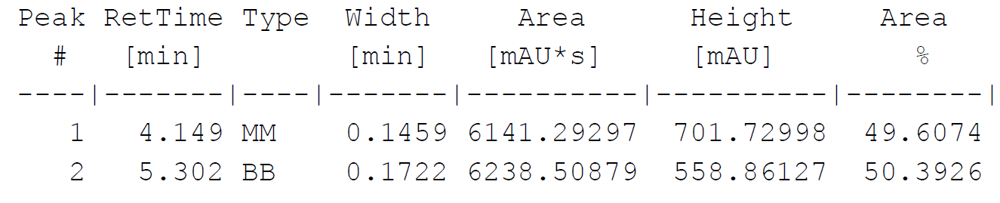 Peak RetTime Type  Width     Area      Height     Area
  #   [min]        [min]   [mAU*s]     [mAU]        %
----|-------|----|-------|----------|----------|--------|
   1   4.149 MM    0.1459 6141.29297  701.72998  49.6074
   2   5.302 BB    0.1722 6238.50879  558.86127  50.3926